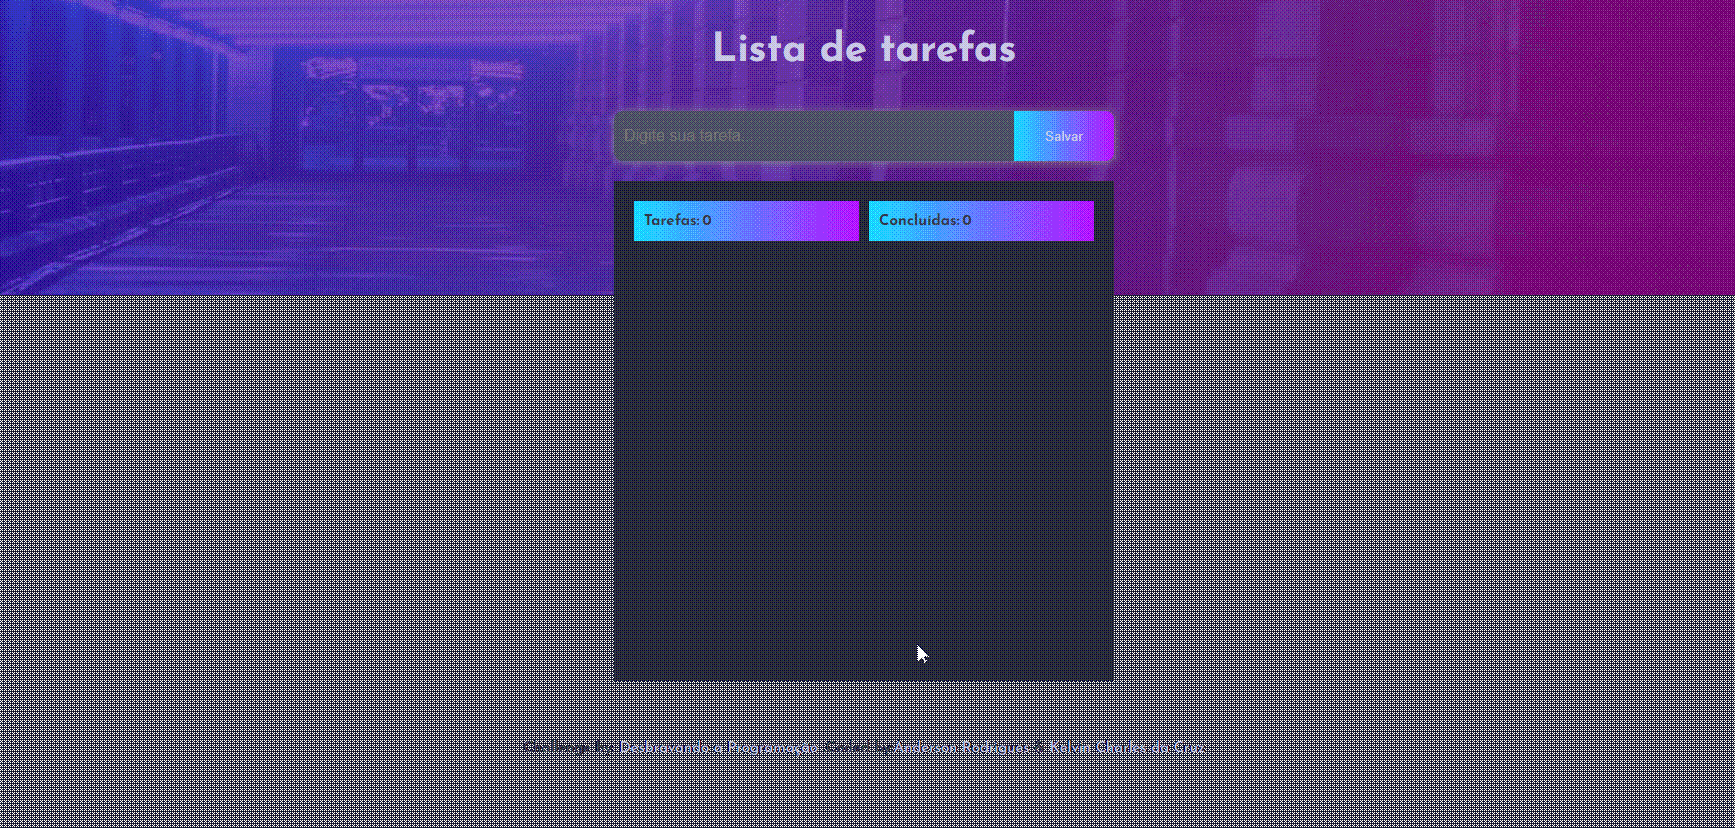 Lista de tarefas
Digite sua tarefa...
Salvar
Tarefas: 0
Concluídas: 0
Challenge by: Desbravando a Programação. Coded by: Anderson Rodrigues & Kelvin Charles da Cruz.